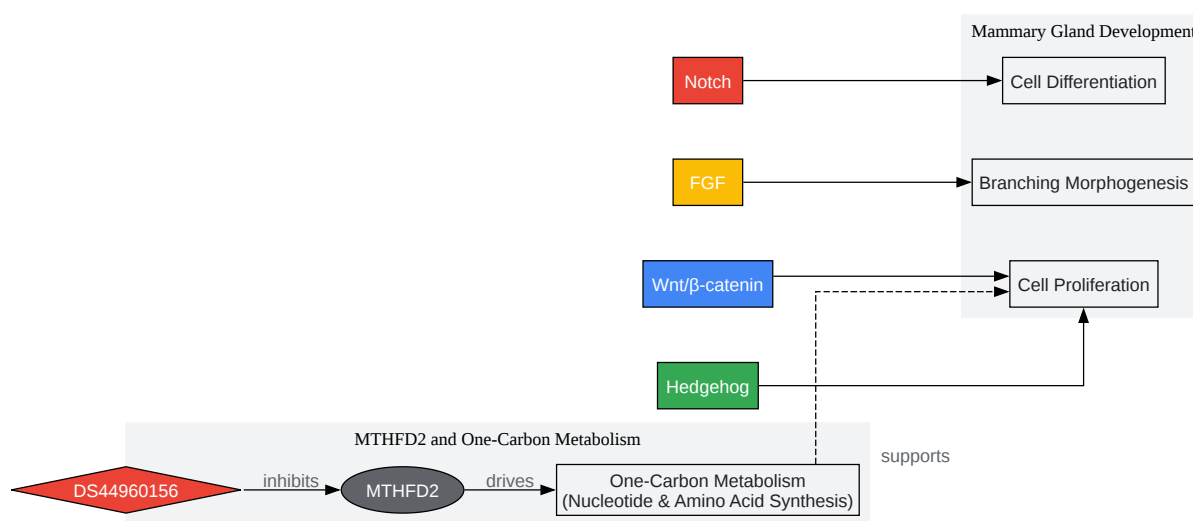 Mammary Gland Development
Notch
Cell Differentiation
FGF
Branching Morphogenesis
Wnt/β-catenin
Cell Proliferation
Hedgehog
MTHFD2 and One-Carbon Metabolism
supports
DS44960156
inhibits
MTHFD2
drives
One-Carbon Metabolism
(Nucleotide & Amino Acid Synthesis)